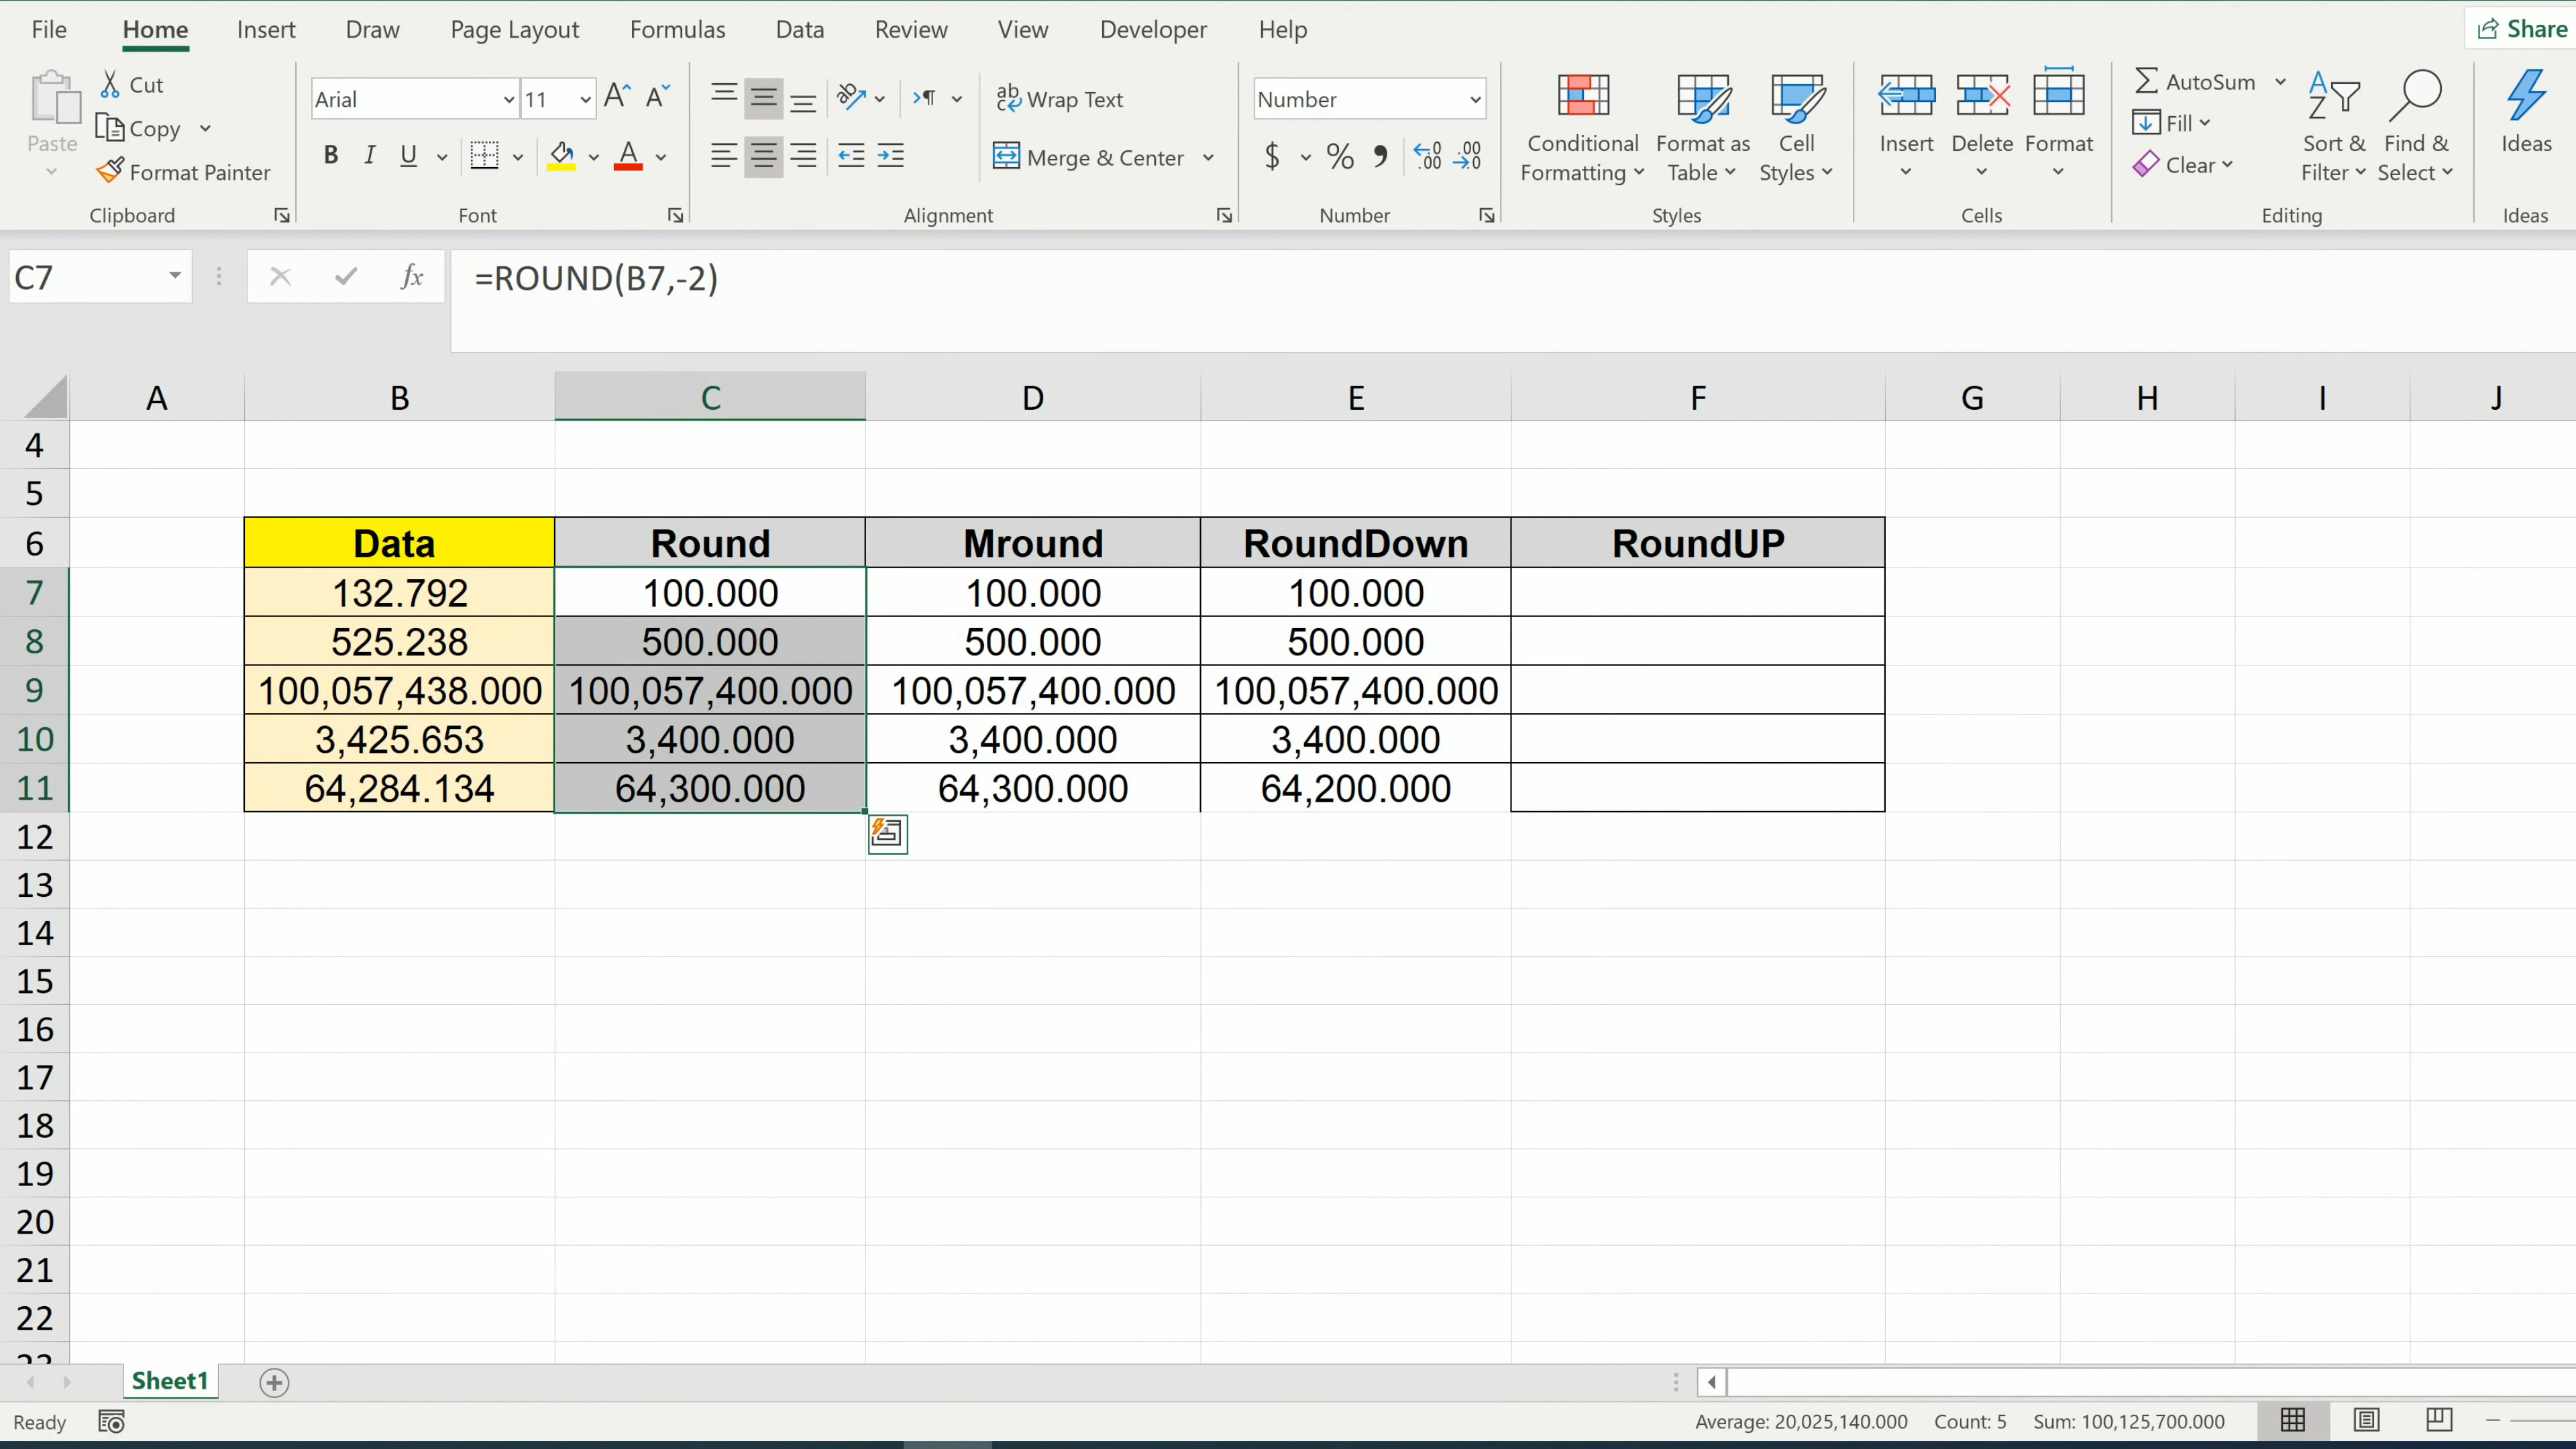 File Home Insert Draw Page Layout Formulas Data Review View Developer Help Share
Cut
Copy
Format Painter
Paste
Clipboard
Arial 11
B I U
Font
Wrap Text
Merge & Center
Alignment
Number
$ % ,
Number
Conditional Formatting
Format as Table
Cell Styles
Styles
Insert Delete Format
Cells
AutoSum
Fill
Clear
Sort & Filter
Find & Select
Editing
Ideas
Ideas
C7 fx =ROUND(B7,-2)
A B C D E F G H I J
4
5
6 Data Round Mround RoundDown RoundUP
7 132.792 100.000 100.000 100.000
8 525.238 500.000 500.000 500.000
9 100,057,438.000 100,057,400.000 100,057,400.000 100,057,400.000
10 3,425.653 3,400.000 3,400.000 3,400.000
11 64,284.134 64,300.000 64,300.000 64,200.000
12
13
14
15
16
17
18
19
20
21
22
Sheet1
Ready Average: 20,025,140.000 Count: 5 Sum: 100,125,700.000